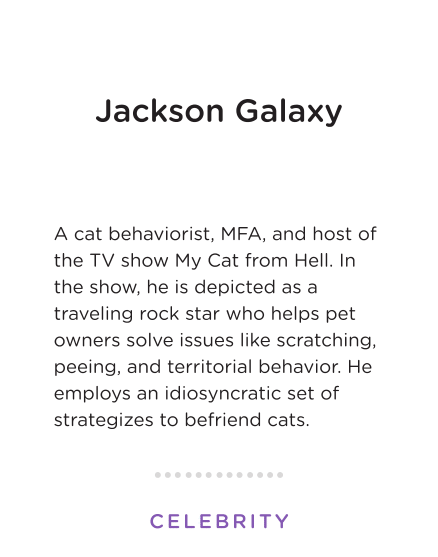 Jackson Galaxy
A cat behaviorist, MFA, and host of
the TV show My Cat from Hell. In
the show, he is depicted as a
traveling rock star who helps pet
owners solve issues like scratching,
peeing, and territorial behavior. He
employs an idiosyncratic set of
strategizes to befriend cats.
CELEBRITY